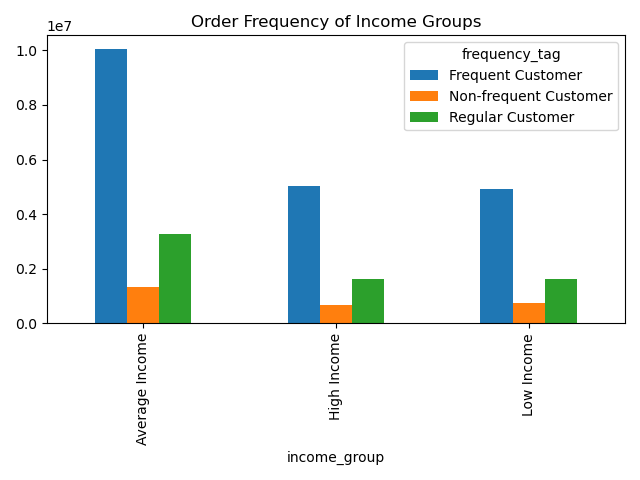 Order Frequency of Income Groups
1e7
frequency_tag
Frequent Customer
Non-frequent Customer
Regular Customer
1.0
0.8
0.6
0.4
0.2
0.0
Average Income
High Income
Low Income
income_group